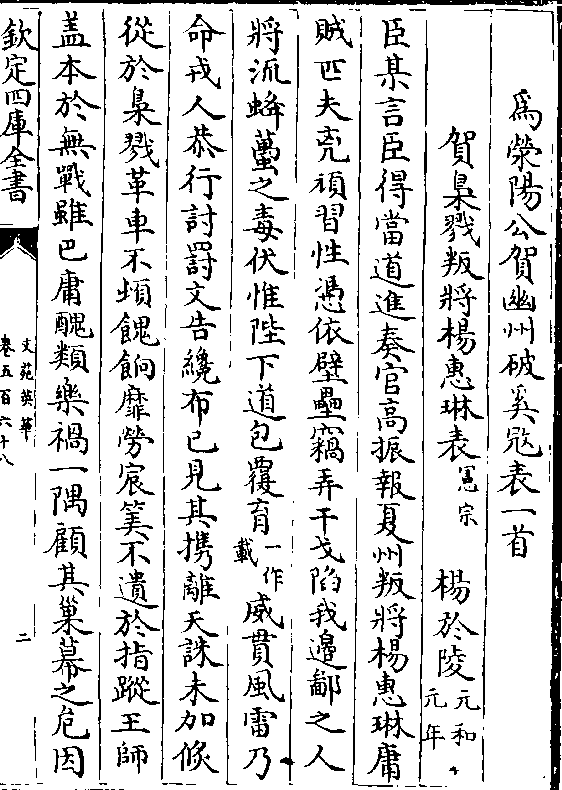 為滎陽公賀幽州破奚寇表一首
賀梟戮叛將楊惠琳表憲宗 楊於陵元和元年
臣某言臣得當道進奏官高振報夏州叛將楊惠琳庸
賊匹夫兇頑習性憑依壁壘竊弄干戈陷我邊鄙之人
將流蜂蠆之毒伏惟陛下道包覆育一作載威貫風雷乃
命戎人恭行討罰文告纔布已見其攜離天誅未加倐
從於梟戮革車不煩餽餉靡勞宸筭不遺於指蹤王師
盖本於無戰雖巴庸醜類樂禍一隅顧其巢幕之危因
欽定四庫全書
文苑英華
卷五百六十八
二